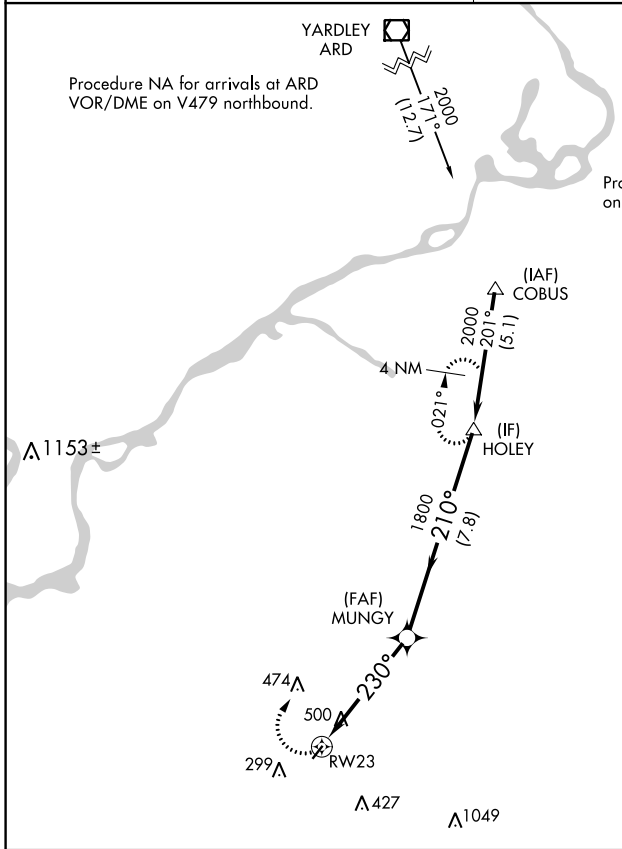 YARDLEY
ARD
Procedure NA for arrivals at ARD
VOR/DME on V479 northbound.
2000
171°
(12.7)
Pro
on
(IAF)
COBUS
2000
201°
(5.1)
4 NM
021°
(IF)
HOLEY
1153±
1800
210°
(7.8)
(FAF)
MUNGY
230°
474
500
RW23
299
427
1049